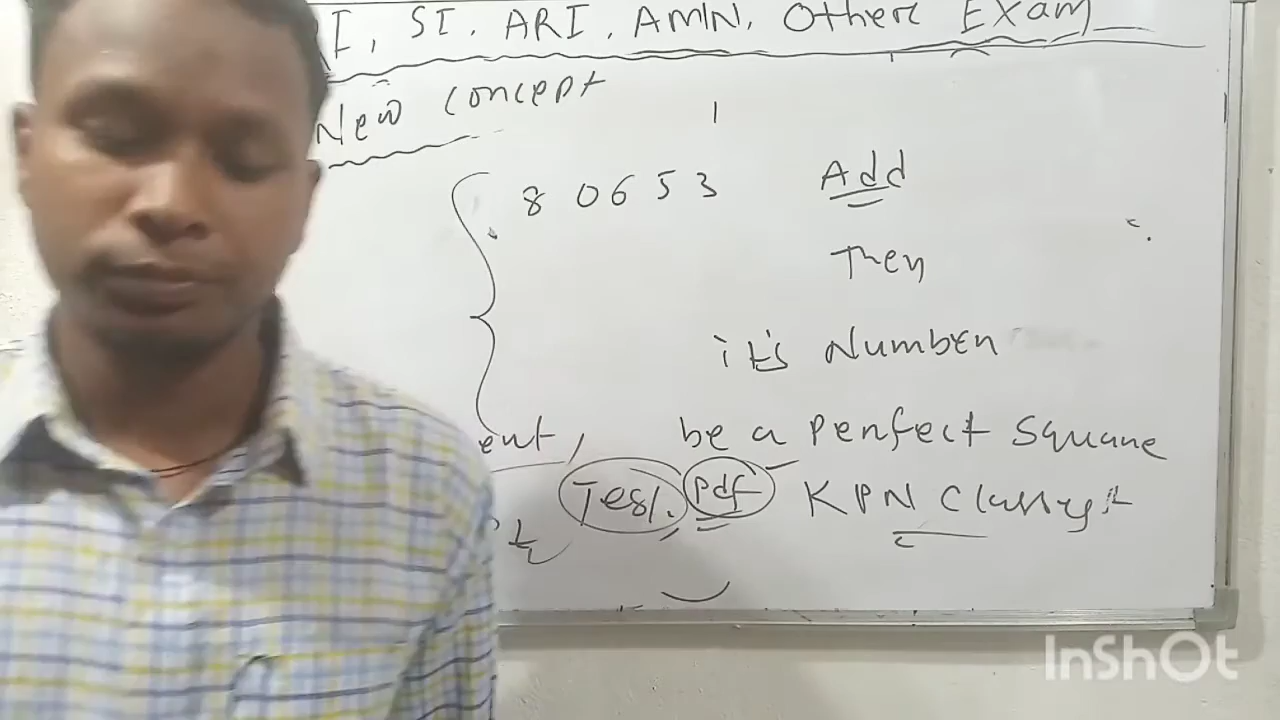 I, SI, ARI, AMIN, Other Exam
New concept
8 0 6 5 3 Add
Then
it's Number
be a perfect square
Test. Pdf KPN Classes
InShOt